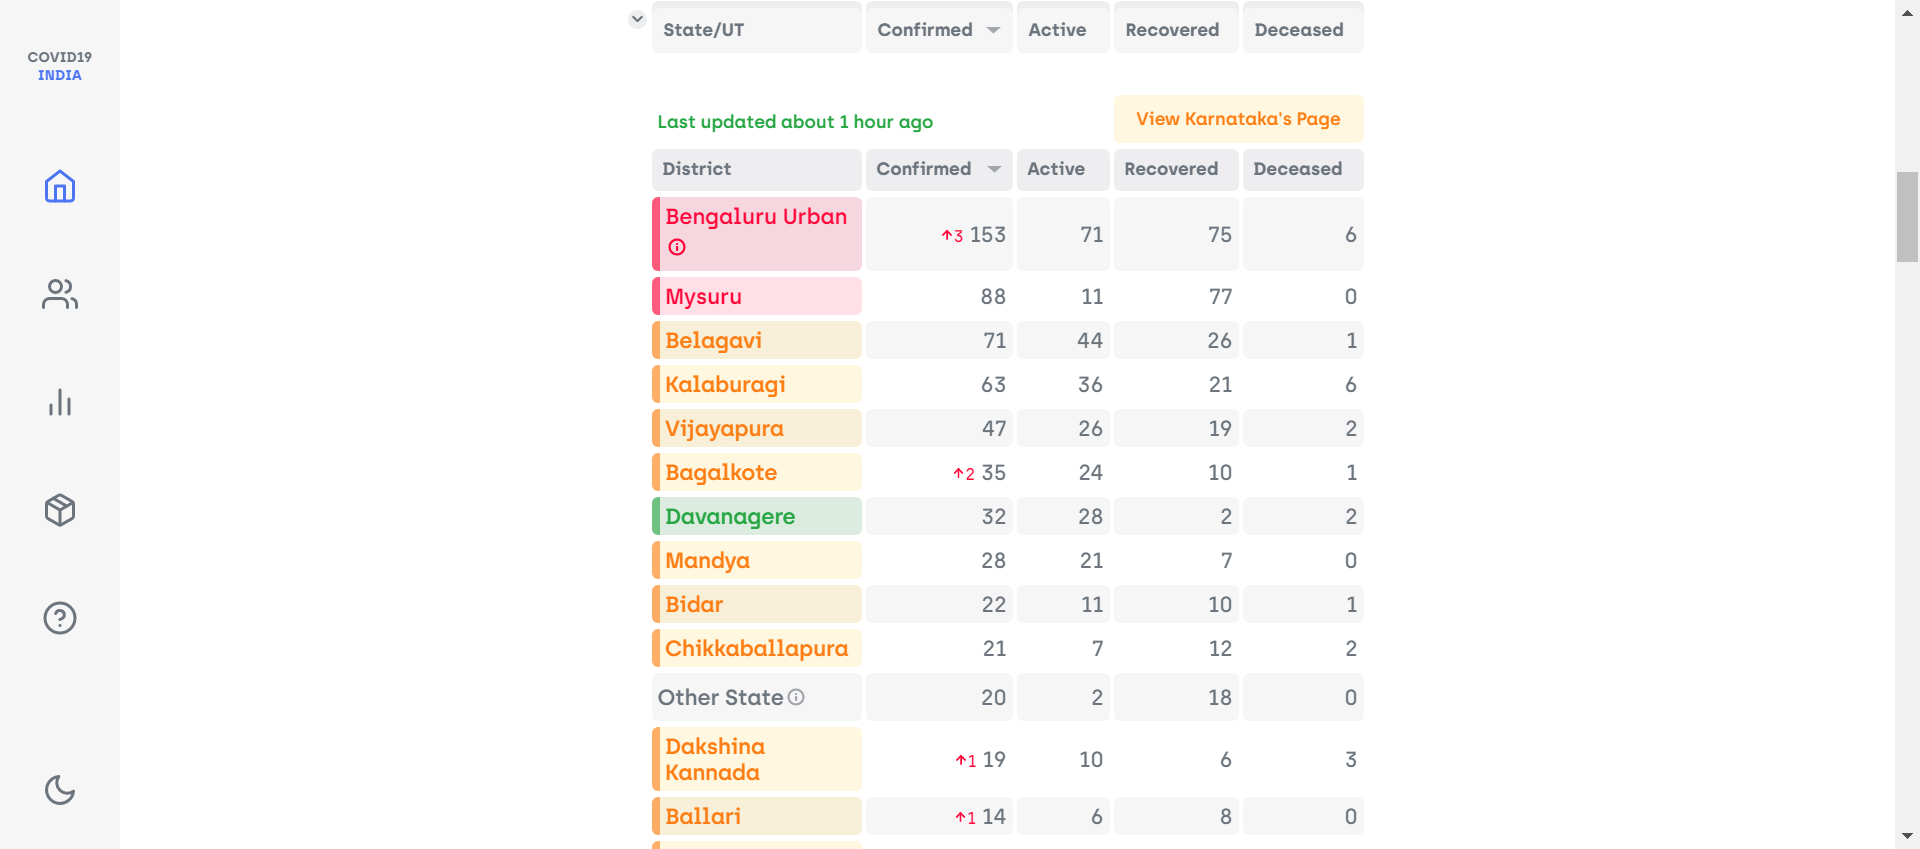 COVID19
INDIA
State/UT Confirmed Active Recovered Deceased
Last updated about 1 hour ago
View Karnataka's Page
District Confirmed Active Recovered Deceased
Bengaluru Urban ↑3 153 71 75 6
Mysuru 88 11 77 0
Belagavi 71 44 26 1
Kalaburagi 63 36 21 6
Vijayapura 47 26 19 2
Bagalkote ↑2 35 24 10 1
Davanagere 32 28 2 2
Mandya 28 21 7 0
Bidar 22 11 10 1
Chikkaballapura 21 7 12 2
Other State 20 2 18 0
Dakshina
Kannada ↑1 19 10 6 3
Ballari ↑1 14 6 8 0